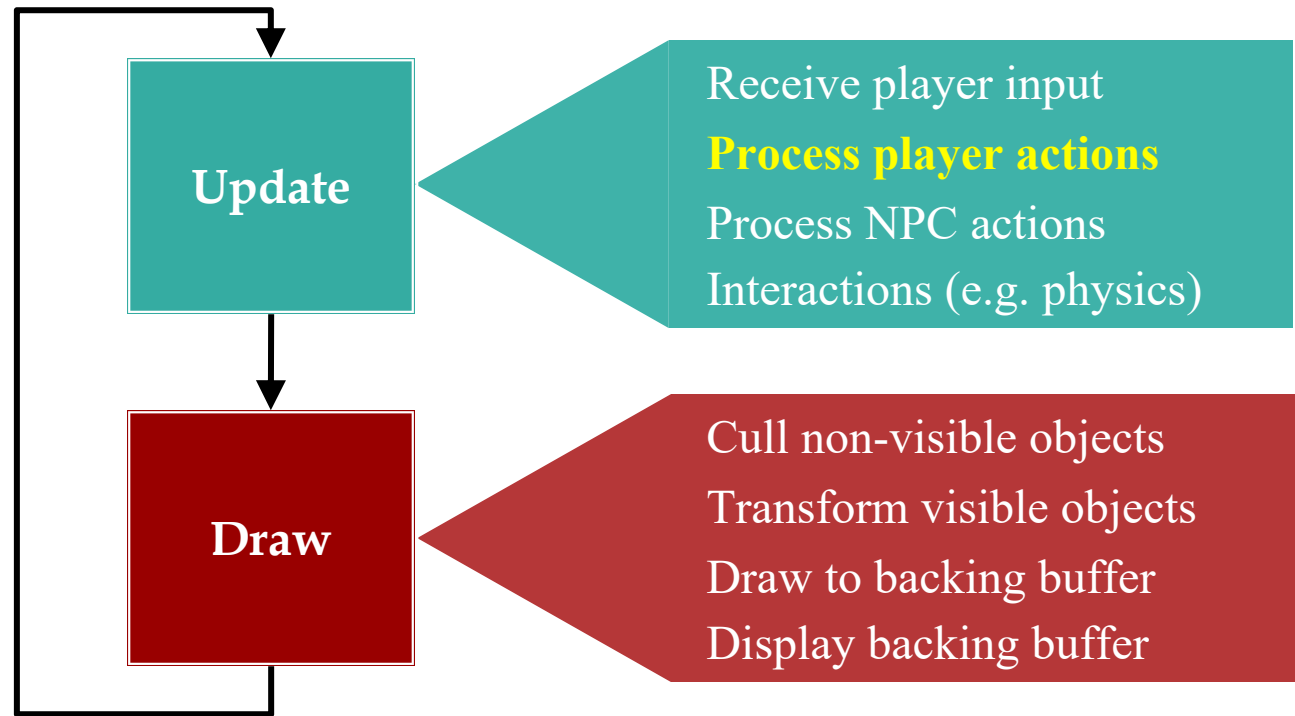 Update
Receive player input
Process player actions
Process NPC actions
Interactions (e.g. physics)
Draw
Cull non-visible objects
Transform visible objects
Draw to backing buffer
Display backing buffer